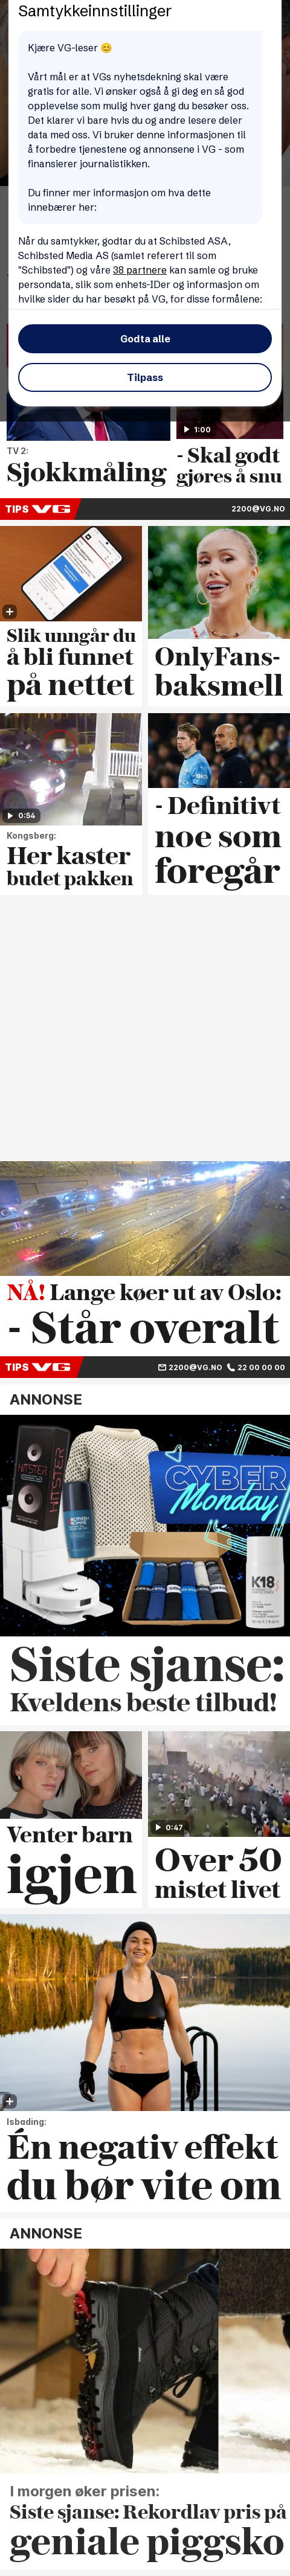 Samtykkeinnstillinger
Kjære VG-leser 😊
Vårt mål er at VGs nyhetsdekning skal være
gratis for alle. Vi ønsker også å gi deg en så god
opplevelse som mulig hver gang du besøker oss.
Det klarer vi bare hvis du og andre lesere deler
data med oss. Vi bruker denne informasjonen til
å forbedre tjenestene og annonsene i VG - som
finansierer journalistikken.
Du finner mer informasjon om hva dette
innebærer her:
Når du samtykker, godtar du at Schibsted ASA,
Schibsted Media AS (samlet referert til som
"Schibsted") og våre 38 partnere kan samle og bruke
persondata, slik som enhets-IDer og informasjon om
hvilke sider du har besøkt på VG, for disse formålene:
Godta alle
Tilpass
1:00
TV 2:
Sjokkmåling
- Skal godt
gjøres å snu
TIPS VG
2200@VG.NO
Slik unngår du
å bli funnet
på nettet
OnlyFans-
baksmell
0:54
Kongsberg:
Her kaster
budet pakken
- Definitivt
noe som
foregår
NÅ! Lange køer ut av Oslo:
- Står overalt
TIPS VG
2200@VG.NO 22 00 00 00
ANNONSE
HITSTER
HITSTER
BIOTHERM
HOMME
CYBER
Monday
K18
Siste sjanse:
Kveldens beste tilbud!
Venter barn
igjen
0:47
Over 50
mistet livet
Isbading:
Én negativ effekt
du bør vite om
ANNONSE
I morgen øker prisen:
Siste sjanse: Rekordlav pris på
geniale piggsko